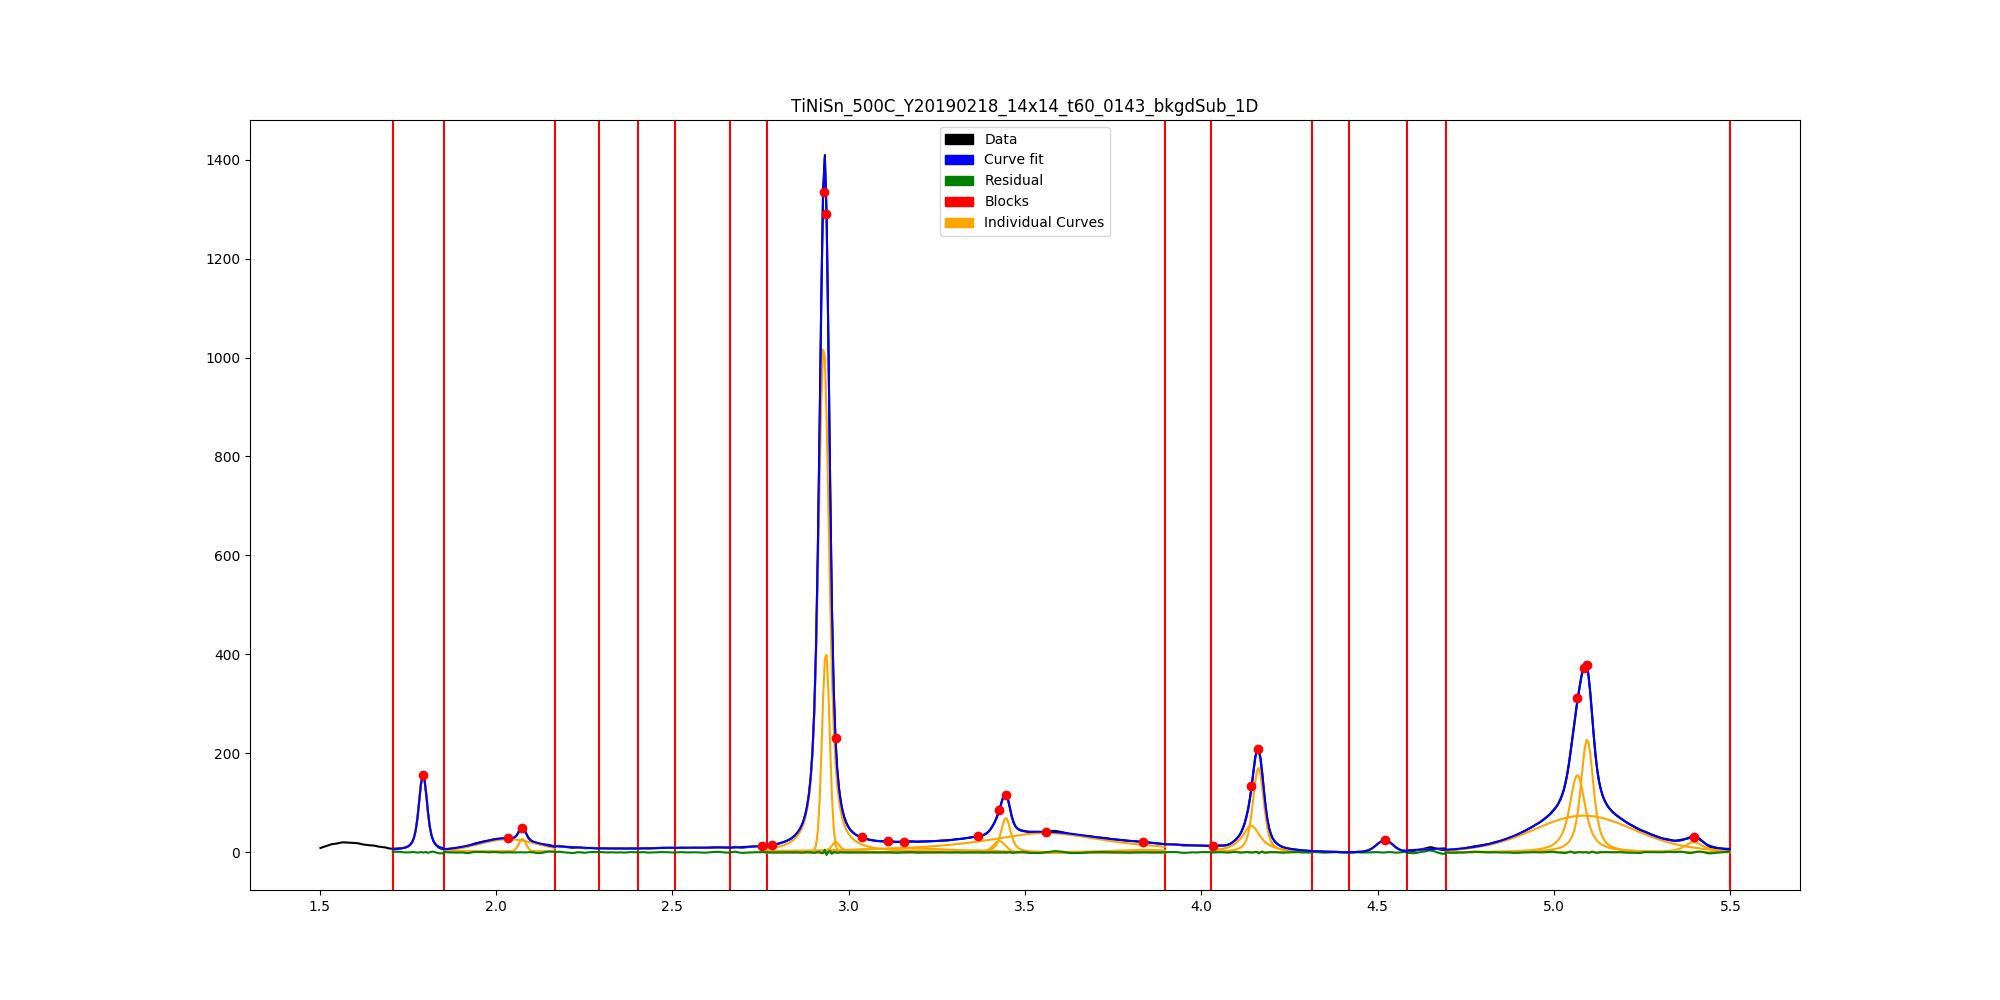 TiNiSn_500C_Y20190218_14x14_t60_0143_bkgdSub_1D
Data
Curve fit
Residual
Blocks
Individual Curves
1400
1200
1000
800
600
400
200
0
1.5 2.0 2.5 3.0 3.5 4.0 4.5 5.0 5.5